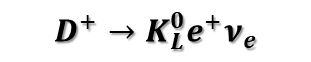 D⁺ → K⁰_L e⁺ ν_e